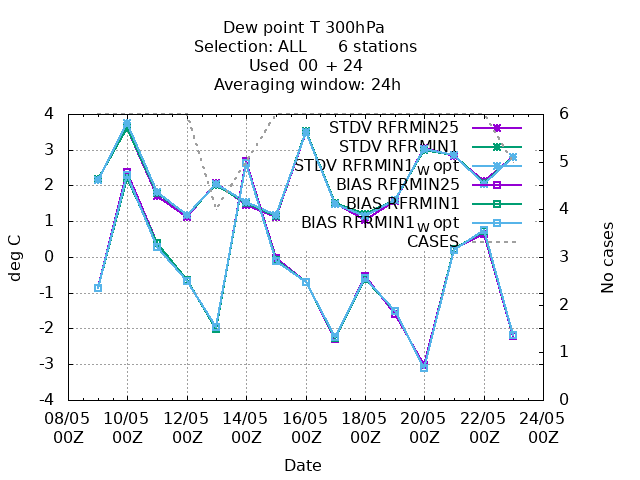 Dew point T 300hPa
Selection: ALL      6 stations
Used  00 + 24
Averaging window: 24h
STDV RFRMIN25
STDV RFRMIN1
STDV RFRMIN1_w opt
BIAS RFRMIN25
BIAS RFRMIN1
BIAS RFRMIN1_w opt
CASES
deg C
4
3
2
1
0
-1
-2
-3
-4
No cases
6
5
4
3
2
1
0
08/05 10/05 12/05 14/05 16/05 18/05 20/05 22/05 24/05
00Z 00Z 00Z 00Z 00Z 00Z 00Z 00Z 00Z
Date